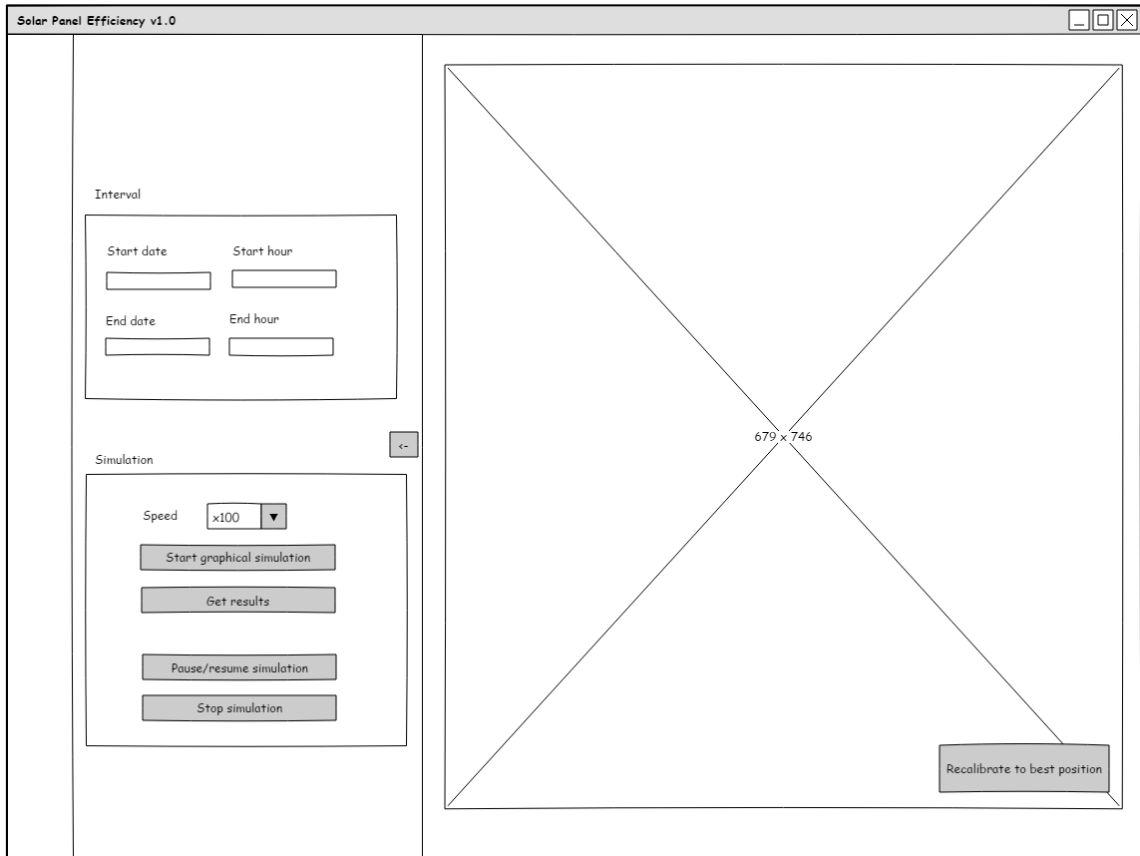 Solar Panel Efficiency v1.0
Interval
Start date
Start hour
End date
End hour
<-
Simulation
Speed
x100
Start graphical simulation
Get results
Pause/resume simulation
Stop simulation
679 x 746
Recalibrate to best position